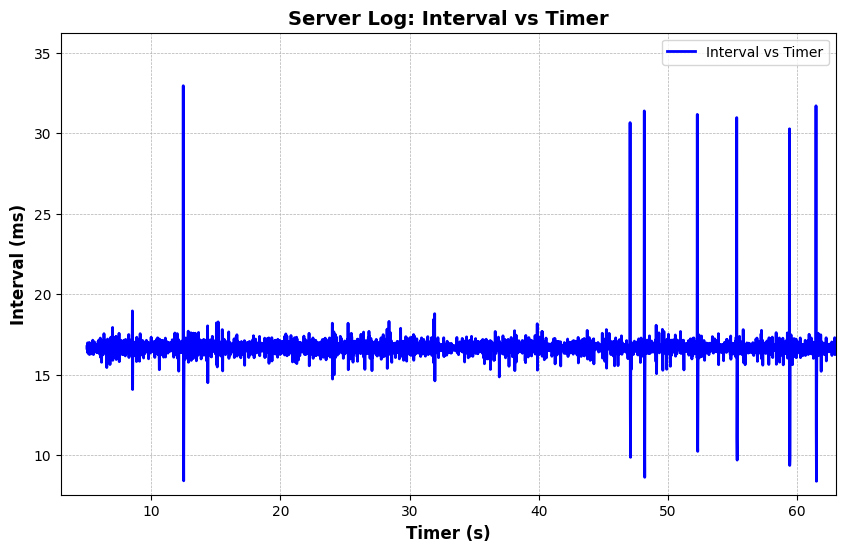 Server Log: Interval vs Timer
Interval vs Timer
35
30
25
20
15
10
Interval (ms)
10 20 30 40 50 60
Timer (s)